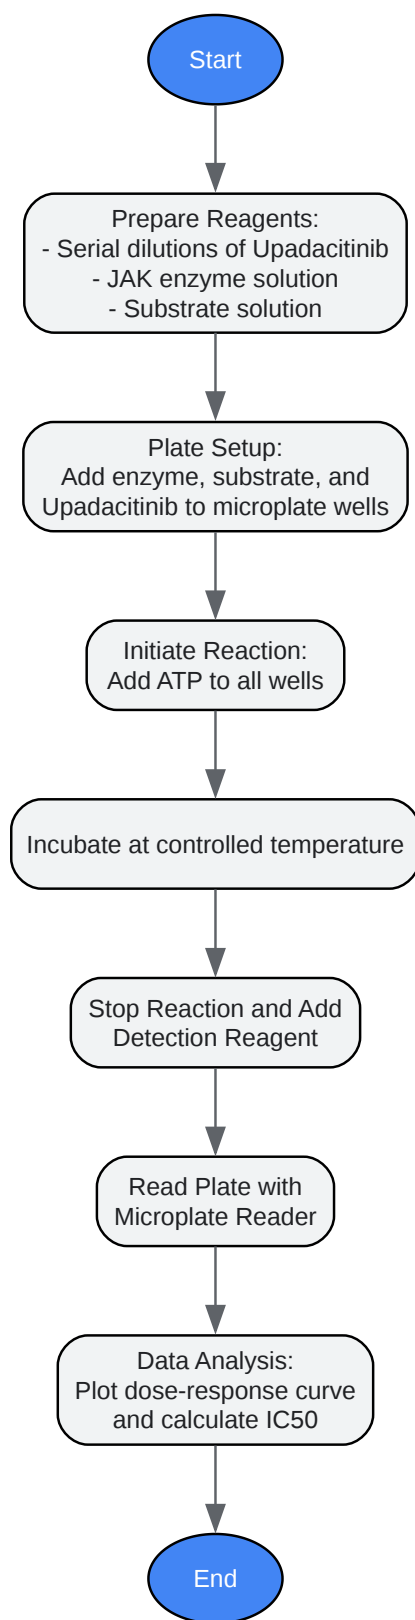 Start
Prepare Reagents:
- Serial dilutions of Upadacitinib
- JAK enzyme solution
- Substrate solution
Plate Setup:
Add enzyme, substrate, and
Upadacitinib to microplate wells
Initiate Reaction:
Add ATP to all wells
Incubate at controlled temperature
Stop Reaction and Add
Detection Reagent
Read Plate with
Microplate Reader
Data Analysis:
Plot dose-response curve
and calculate IC50
End